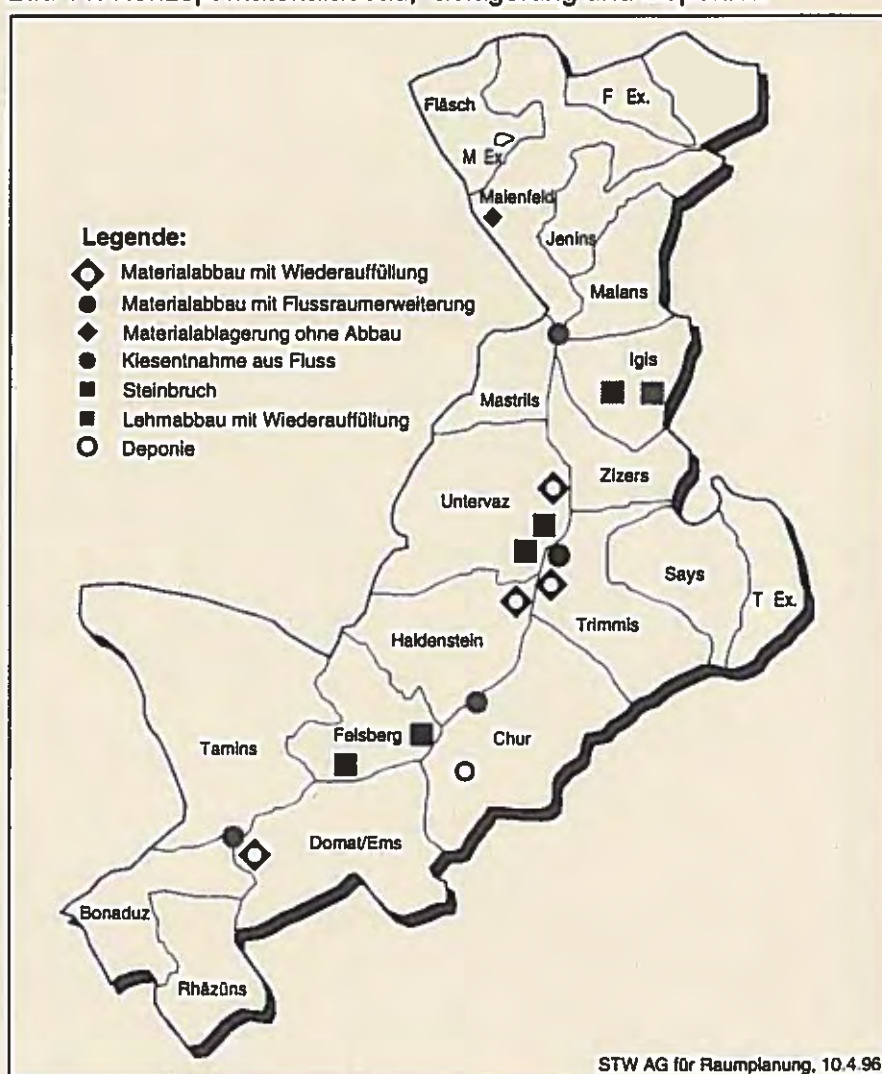 Fläsch
F Ex.
M Ex.
Maienfeld
Jenins
Malans
Legende:
Materialabbau mit Wiederauffüllung
Materialabbau mit Flussraumerweiterung
Materialablagerung ohne Abbau
Kiesentnahme aus Fluss
Steinbruch
Lehmabbau mit Wiederauffüllung
Deponie
Igis
Mastrils
Zizers
Untervaz
Says
T Ex.
Trimmis
Haldenstein
Felsberg
Chur
Tamins
Domat/Ems
Bonaduz
Rhäzüns
STW AG für Raumplanung, 10.4.96